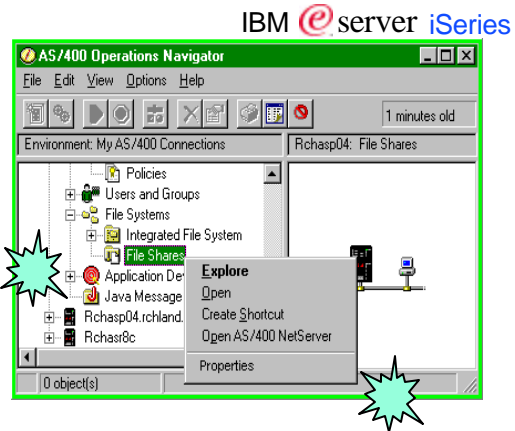 IBM e server iSeries
AS/400 Operations Navigator
File Edit View Options Help
1 minutes old
Environment: My AS/400 Connections
Rchasp04: File Shares
Policies
Users and Groups
File Systems
Integrated File System
File Shares
Application De
Java Message
Rchasp04.rchland.
Rchasr8c
Explore
Open
Create Shortcut
Open AS/400 NetServer
Properties
0 object(s)